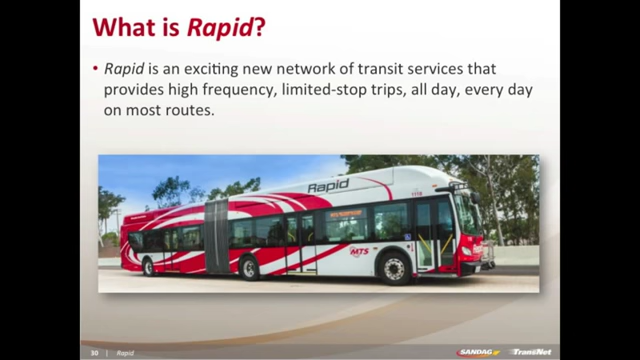 What is Rapid?
• Rapid is an exciting new network of transit services that
provides high frequency, limited-stop trips, all day, every day
on most routes.
Rapid
1118
MTS
30 | Rapid
SANDAG TransNet